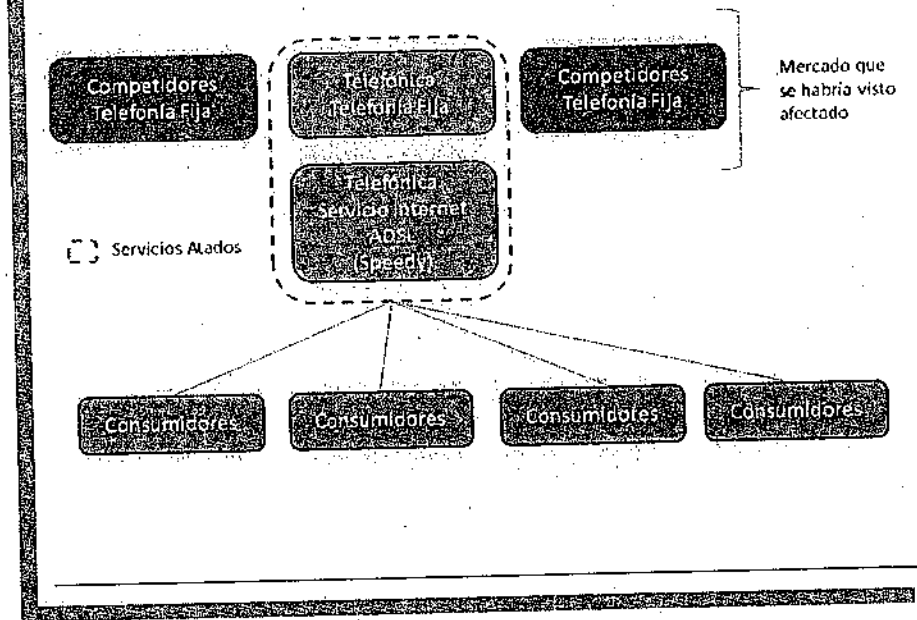 Competidores
Telefonía Fija
Telefónica
Telefonía Fija
Competidores
Telefonía Fija
Mercado que
se habría visto
afectado
Telefónica
Servicio Internet
ADSL
(Speedy)
Servicios Atados
Consumidores
Consumidores
Consumidores
Consumidores